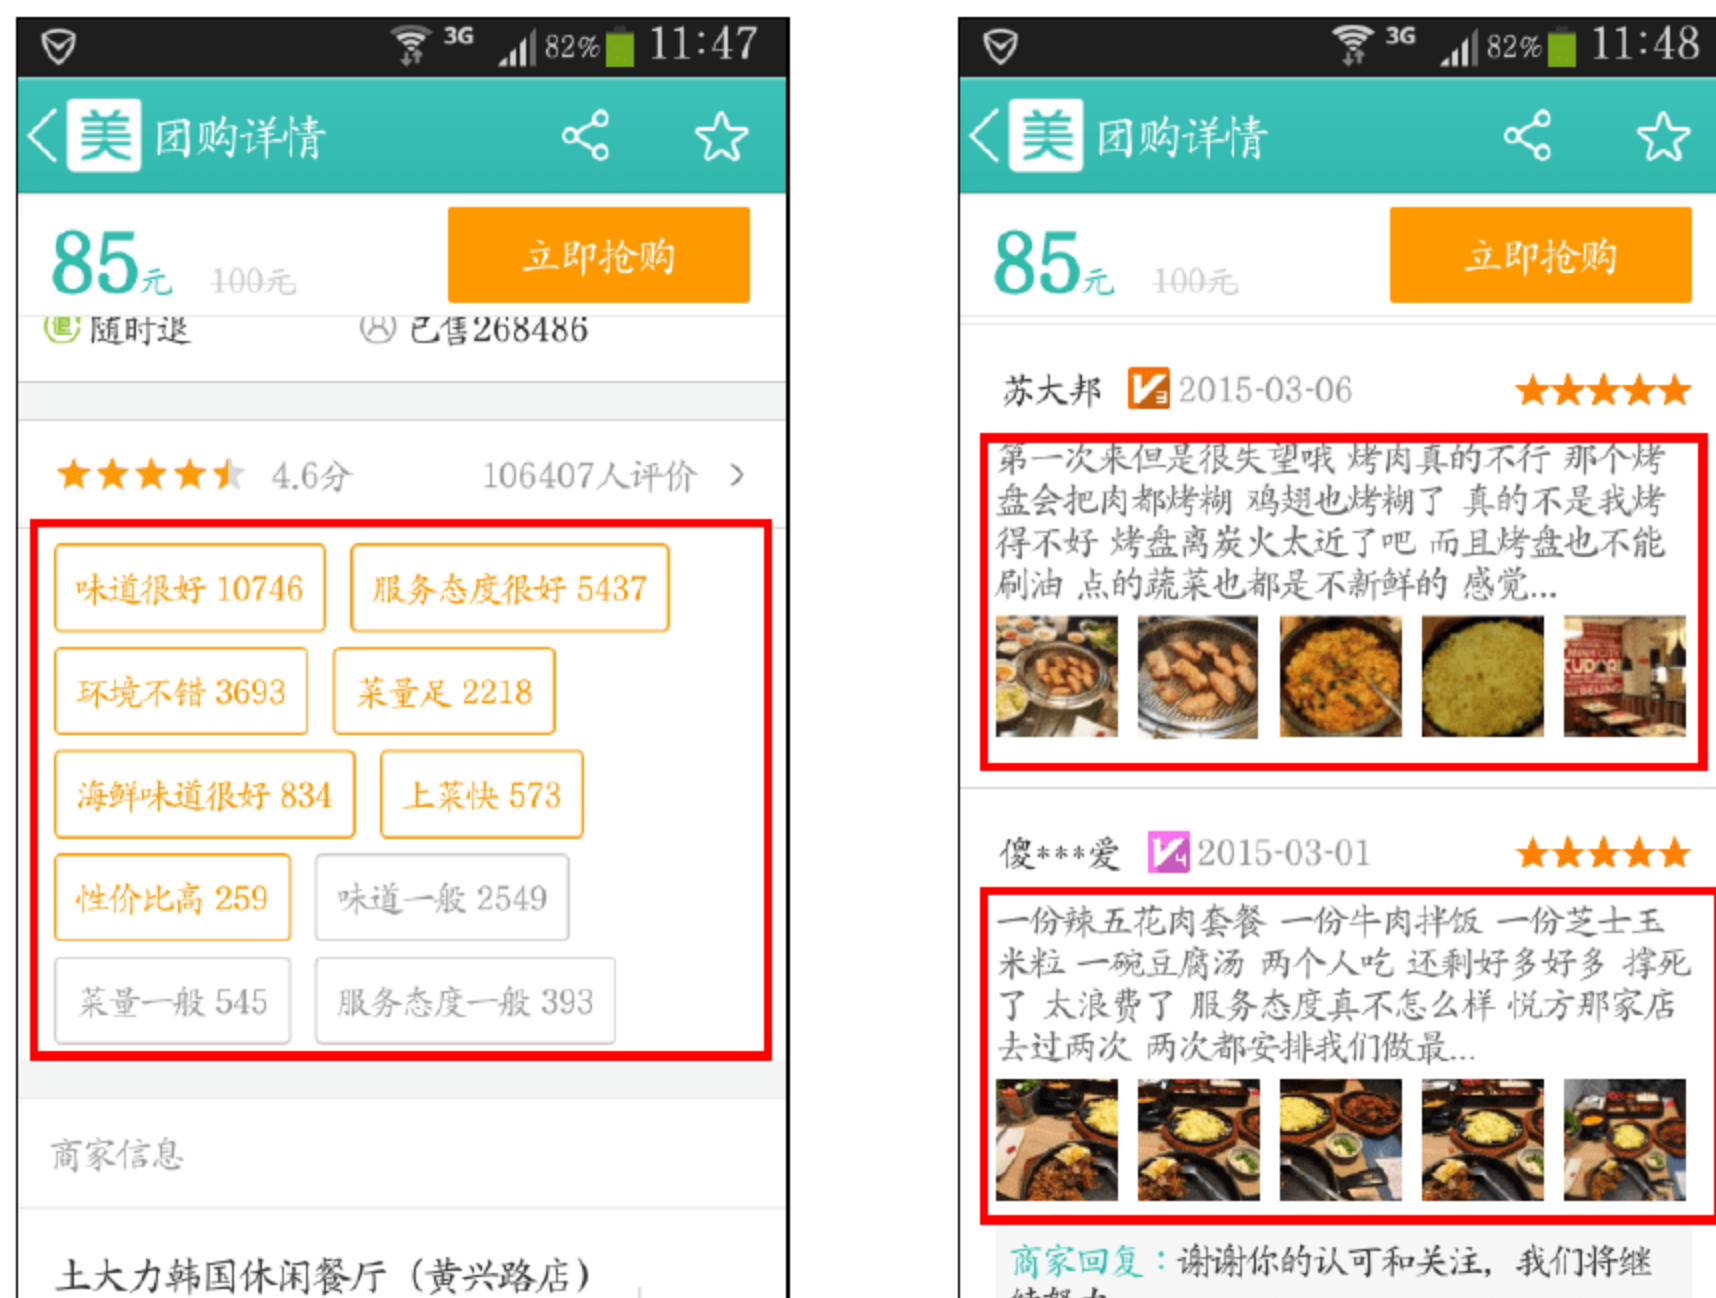 3G 82% 11:47
美 团购详情
85元 100元 立即抢购
随时退 已售268486
4.6分 106407人评价
味道很好 10746 服务态度很好 5437
环境不错 3693 菜量足 2218
海鲜味道很好 834 上菜快 573
性价比高 259 味道一般 2549
菜量一般 545 服务态度一般 393
商家信息
土大力韩国休闲餐厅（黄兴路店）
3G 82% 11:48
美 团购详情
85元 100元 立即抢购
苏大邦 V3 2015-03-06
第一次来但是很失望哦 烤肉真的不行 那个烤
盘会把肉都烤糊 鸡翅也烤糊了 真的不是我烤
得不好 烤盘离炭火太近了吧 而且烤盘也不能
刷油 点的蔬菜也都是不新鲜的 感觉...
傻***爱 V4 2015-03-01
一份辣五花肉套餐 一份牛肉拌饭 一份芝士玉
米粒 一碗豆腐汤 两个人吃 还剩好多好多 撑死
了 太浪费了 服务态度真不怎么样 悦方那家店
去过两次 两次都安排我们做最...
商家回复：谢谢你的认可和关注，我们将继